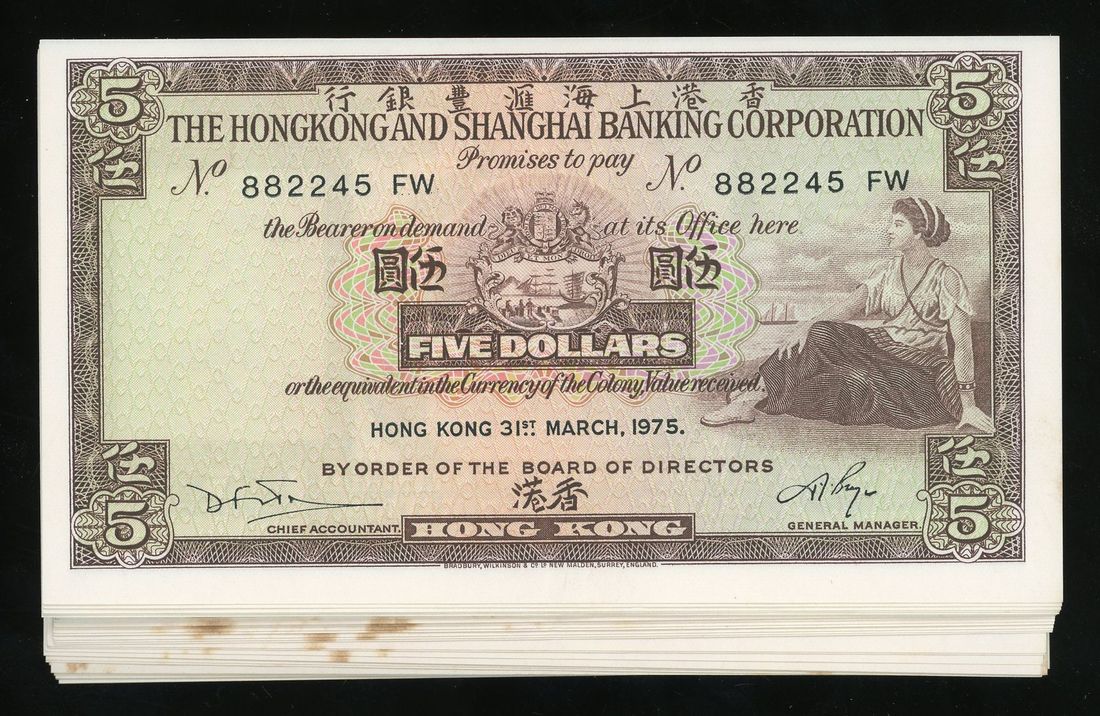 5 5
行銀豐滙海上港香
THE HONGKONG AND SHANGHAI BANKING CORPORATION
伍 伍
Promises to pay
Nº 882245 FW Nº 882245 FW
the Bearer on demand at its Office here
圓伍 圓伍
FIVE DOLLARS
or the equivalent in the Currency of the Colony, Value received.
HONG KONG 31ST MARCH, 1975.
BY ORDER OF THE BOARD OF DIRECTORS
伍 伍
港香
5 5
CHIEF ACCOUNTANT. HONG KONG GENERAL MANAGER.
BRADBURY, WILKINSON & Cº Lᴰ NEW MALDEN, SURREY, ENGLAND.